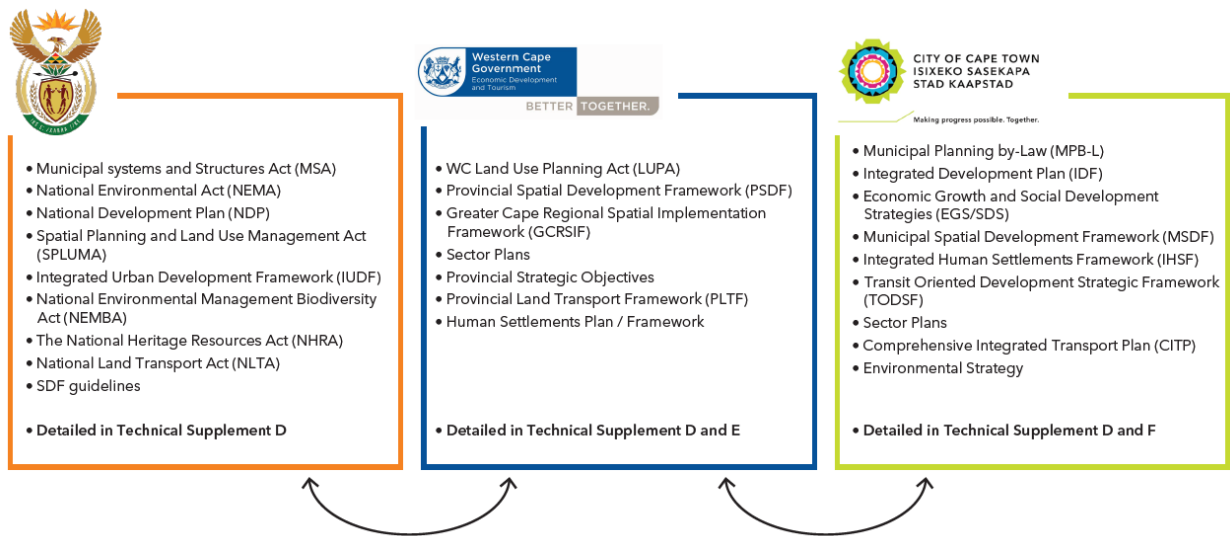 Western Cape
Government
Economic Development
and Tourism
BETTER TOGETHER.
CITY OF CAPE TOWN
ISIXEKO SASEKAPA
STAD KAAPSTAD
Making progress possible. Together.
• Municipal systems and Structures Act (MSA)
• National Environmental Act (NEMA)
• National Development Plan (NDP)
• Spatial Planning and Land Use Management Act
(SPLUMA)
• Integrated Urban Development Framework (IUDF)
• National Environmental Management Biodiversity
Act (NEMBA)
• The National Heritage Resources Act (NHRA)
• National Land Transport Act (NLTA)
• SDF guidelines
• Detailed in Technical Supplement D
• WC Land Use Planning Act (LUPA)
• Provincial Spatial Development Framework (PSDF)
• Greater Cape Regional Spatial Implementation
Framework (GCRSIF)
• Sector Plans
• Provincial Strategic Objectives
• Provincial Land Transport Framework (PLTF)
• Human Settlements Plan / Framework
• Detailed in Technical Supplement D and E
• Municipal Planning by-Law (MPB-L)
• Integrated Development Plan (IDF)
• Economic Growth and Social Development
Strategies (EGS/SDS)
• Municipal Spatial Development Framework (MSDF)
• Integrated Human Settlements Framework (IHSF)
• Transit Oriented Development Strategic Framework
(TODSF)
• Sector Plans
• Comprehensive Integrated Transport Plan (CITP)
• Environmental Strategy
• Detailed in Technical Supplement D and F